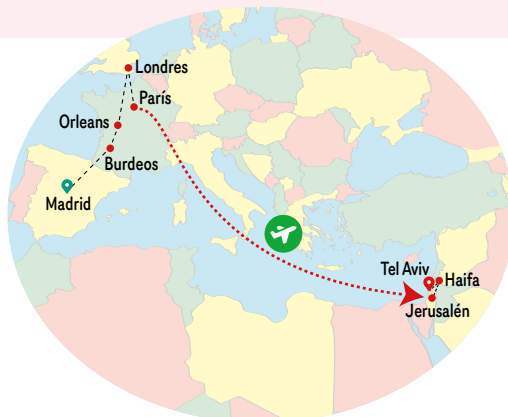 Londres
París
Orleans
Burdeos
Madrid
Tel Aviv
Haifa
Jerusalén